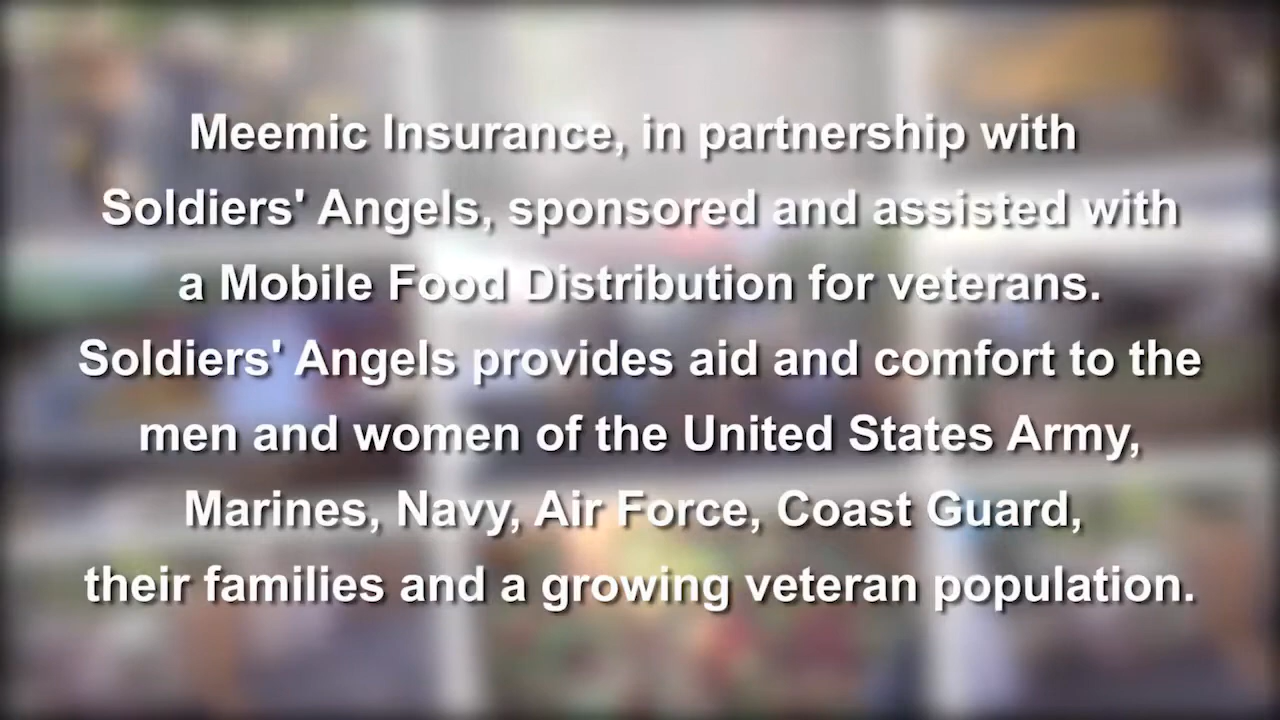 Meemic Insurance, in partnership with
Soldiers' Angels, sponsored and assisted with
a Mobile Food Distribution for veterans.
Soldiers' Angels provides aid and comfort to the
men and women of the United States Army,
Marines, Navy, Air Force, Coast Guard,
their families and a growing veteran population.